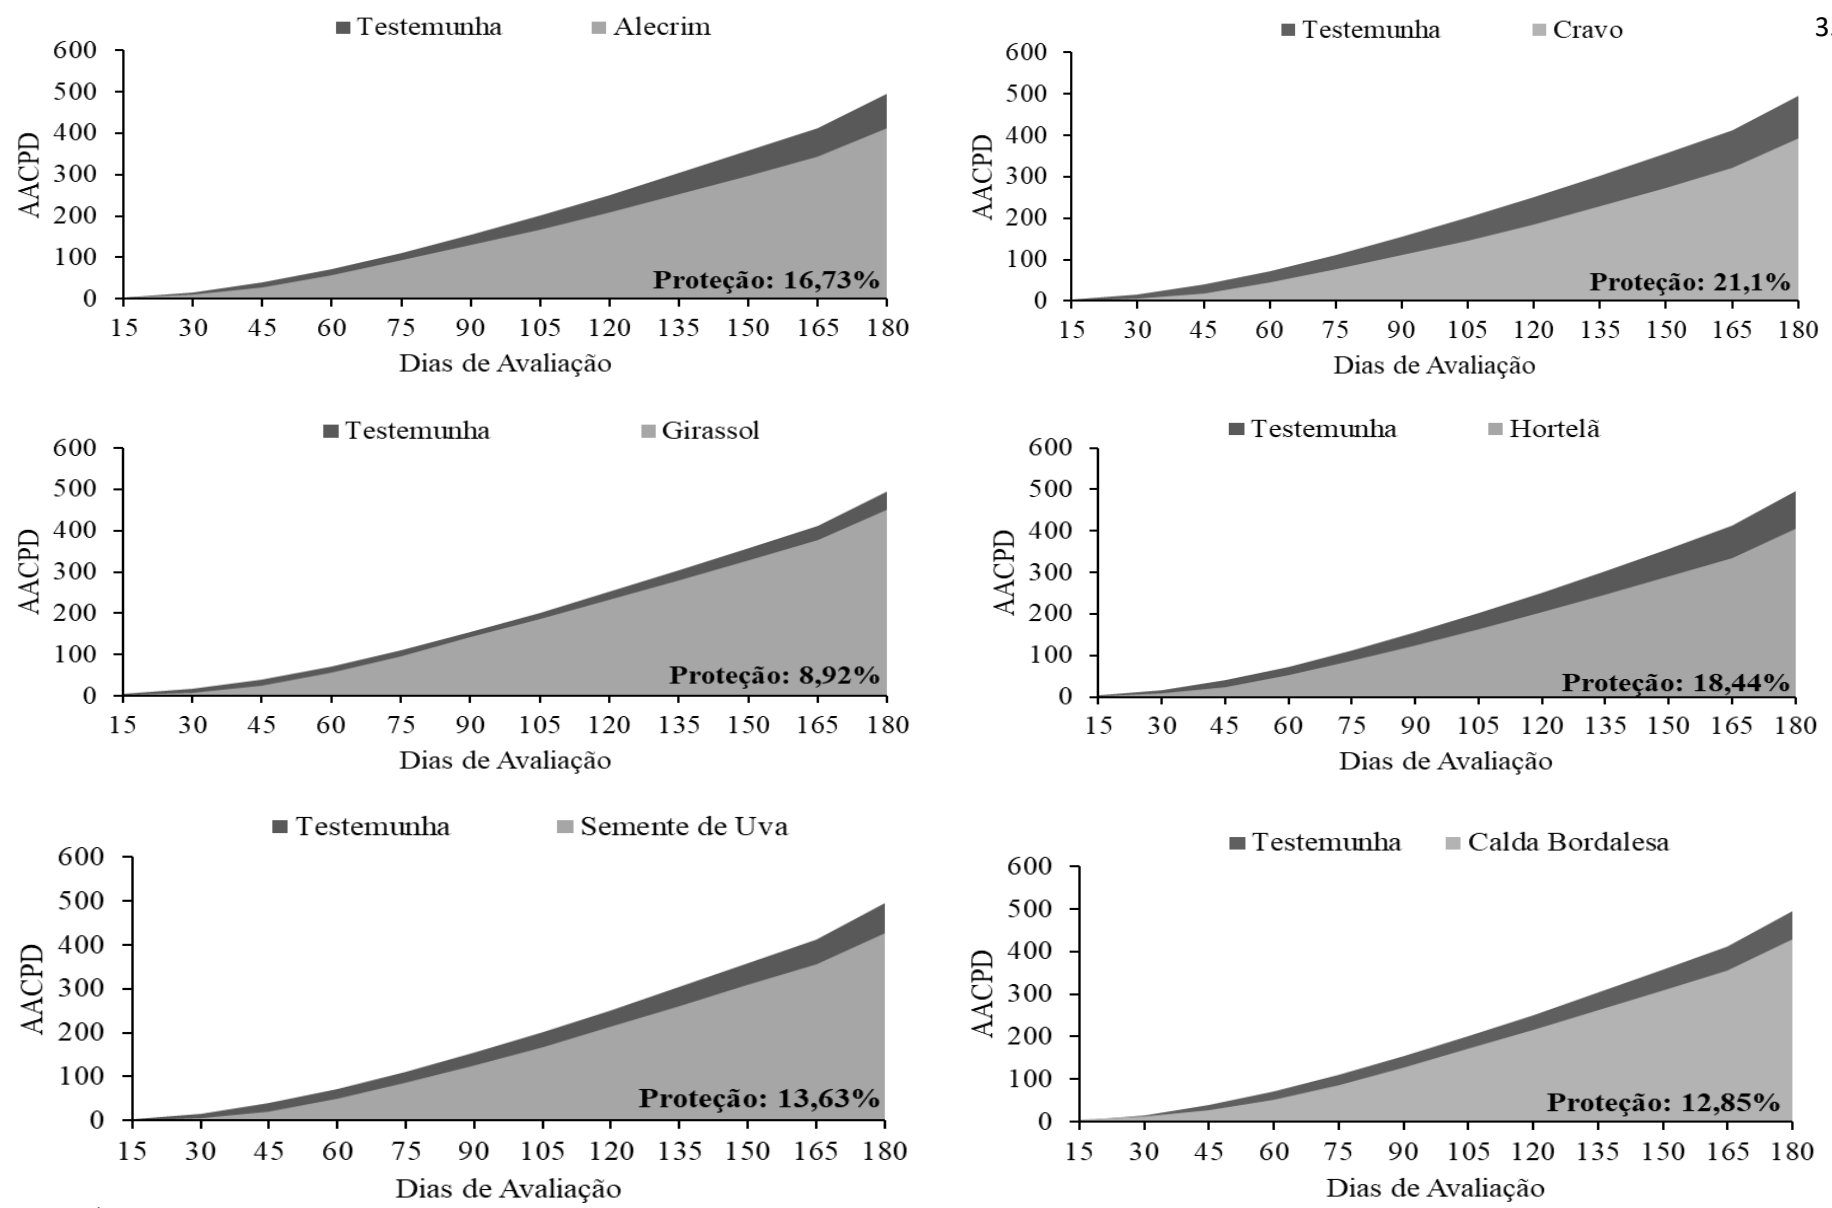 Testemunha Alecrim
600
500
400
300
200
100
0
AACPD
Proteção: 16,73%
15 30 45 60 75 90 105 120 135 150 165 180
Dias de Avaliação
Testemunha Cravo
600
500
400
300
200
100
0
AACPD
Proteção: 21,1%
15 30 45 60 75 90 105 120 135 150 165 180
Dias de Avaliação
Testemunha Girassol
600
500
400
300
200
100
0
AACPD
Proteção: 8,92%
15 30 45 60 75 90 105 120 135 150 165 180
Dias de Avaliação
Testemunha Hortelã
600
500
400
300
200
100
0
AACPD
Proteção: 18,44%
15 30 45 60 75 90 105 120 135 150 165 180
Dias de Avaliação
Testemunha Semente de Uva
600
500
400
300
200
100
0
AACPD
Proteção: 13,63%
15 30 45 60 75 90 105 120 135 150 165 180
Dias de Avaliação
Testemunha Calda Bordalesa
600
500
400
300
200
100
0
AACPD
Proteção: 12,85%
15 30 45 60 75 90 105 120 135 150 165 180
Dias de Avaliação